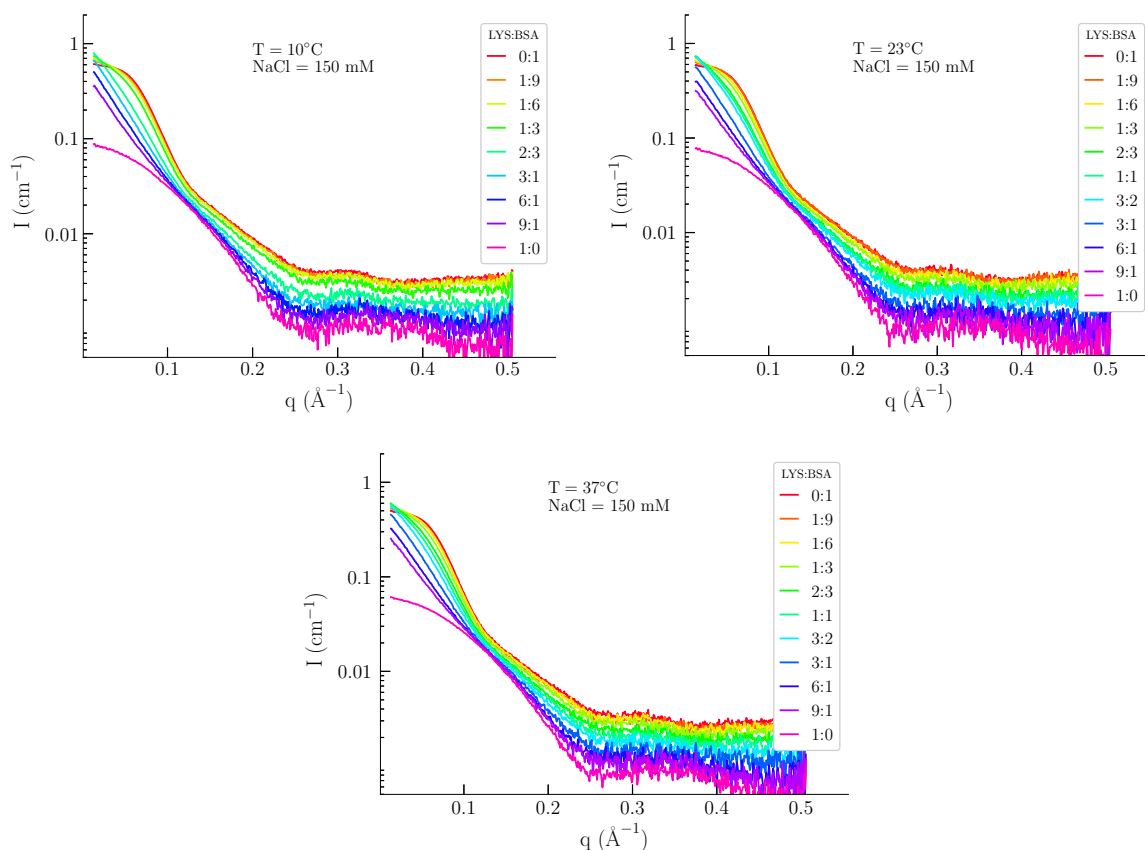 T = 10°C
NaCl = 150 mM
LYS:BSA
0:1
1:9
1:6
1:3
2:3
3:1
6:1
9:1
1:0
1
0.1
0.01
I (cm⁻¹)
0.1 0.2 0.3 0.4 0.5
q (Å⁻¹)
T = 23°C
NaCl = 150 mM
LYS:BSA
0:1
1:9
1:6
1:3
2:3
1:1
3:2
3:1
6:1
9:1
1:0
1
0.1
0.01
I (cm⁻¹)
0.1 0.2 0.3 0.4 0.5
q (Å⁻¹)
T = 37°C
NaCl = 150 mM
LYS:BSA
0:1
1:9
1:6
1:3
2:3
1:1
3:2
3:1
6:1
9:1
1:0
1
0.1
0.01
I (cm⁻¹)
0.1 0.2 0.3 0.4 0.5
q (Å⁻¹)